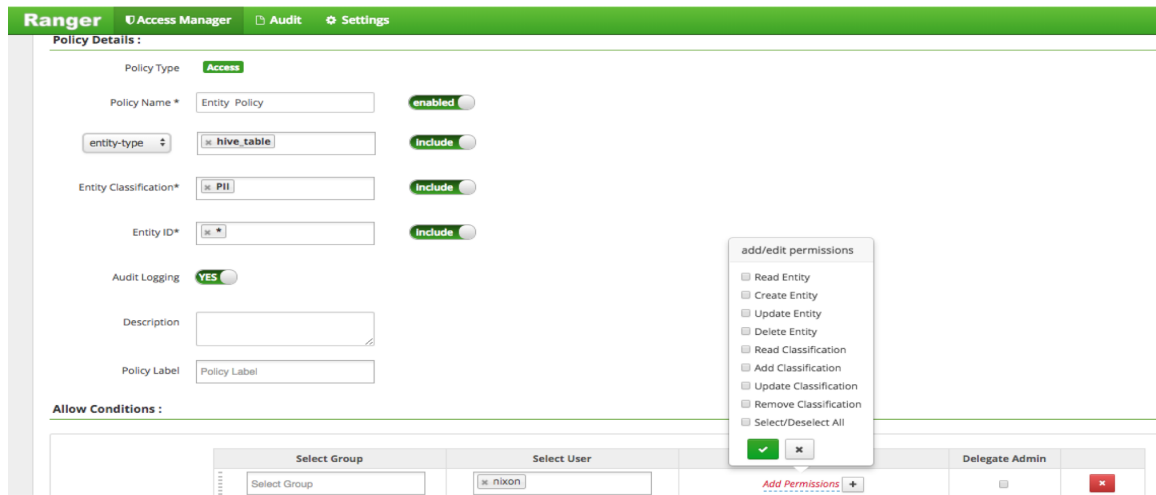 Ranger Access Manager Audit Settings
Policy Details :
Policy Type Access
Policy Name * Entity Policy enabled
entity-type hive_table Include
Entity Classification* PII Include
Entity ID* * Include
add/edit permissions
Read Entity
Create Entity
Update Entity
Delete Entity
Read Classification
Add Classification
Update Classification
Remove Classification
Select/Deselect All
Audit Logging YES
Description
Policy Label Policy Label
Allow Conditions :
Select Group Select User Delegate Admin
Select Group nixon Add Permissions +